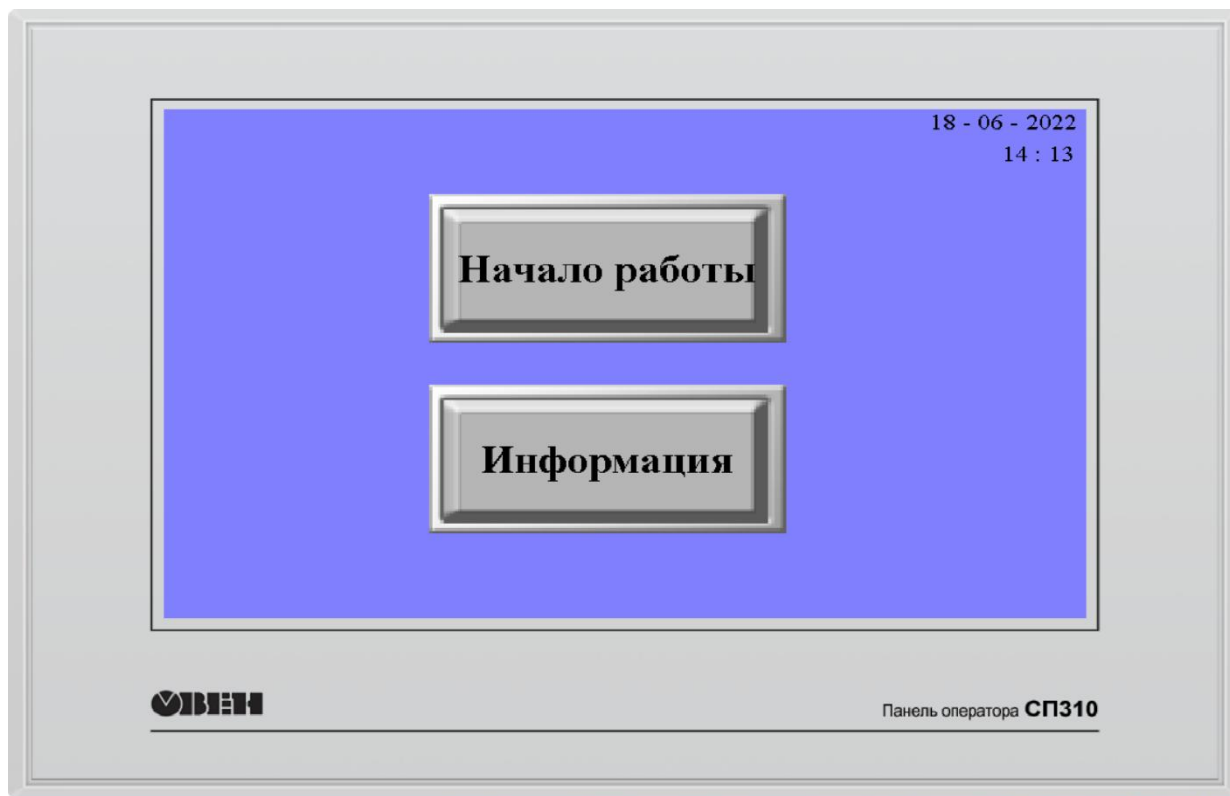 18 - 06 - 2022
14 : 13
Начало работы
Информация
ОВЕН
Панель оператора СП310